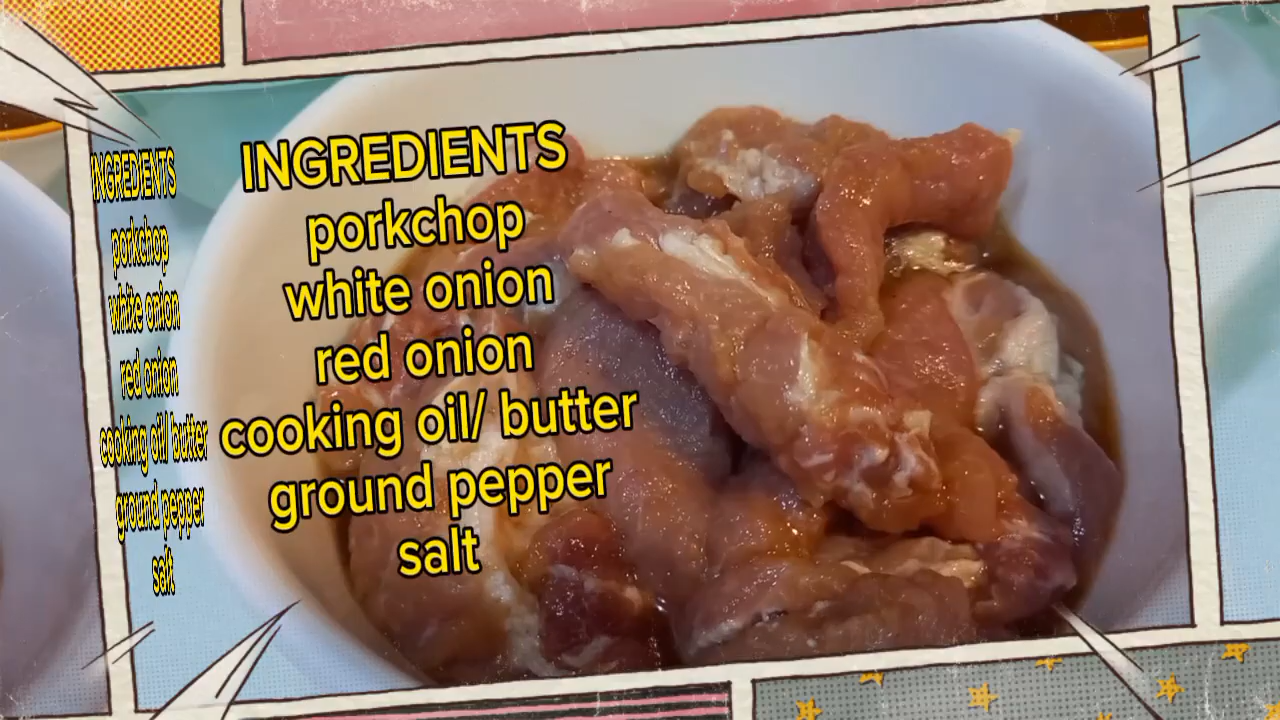 INGREDIENTS
porkchop
white onion
red onion
cooking oil/ butter
ground pepper
salt
INGREDIENTS
porkchop
white onion
red onion
cooking oil/ butter
ground pepper
salt